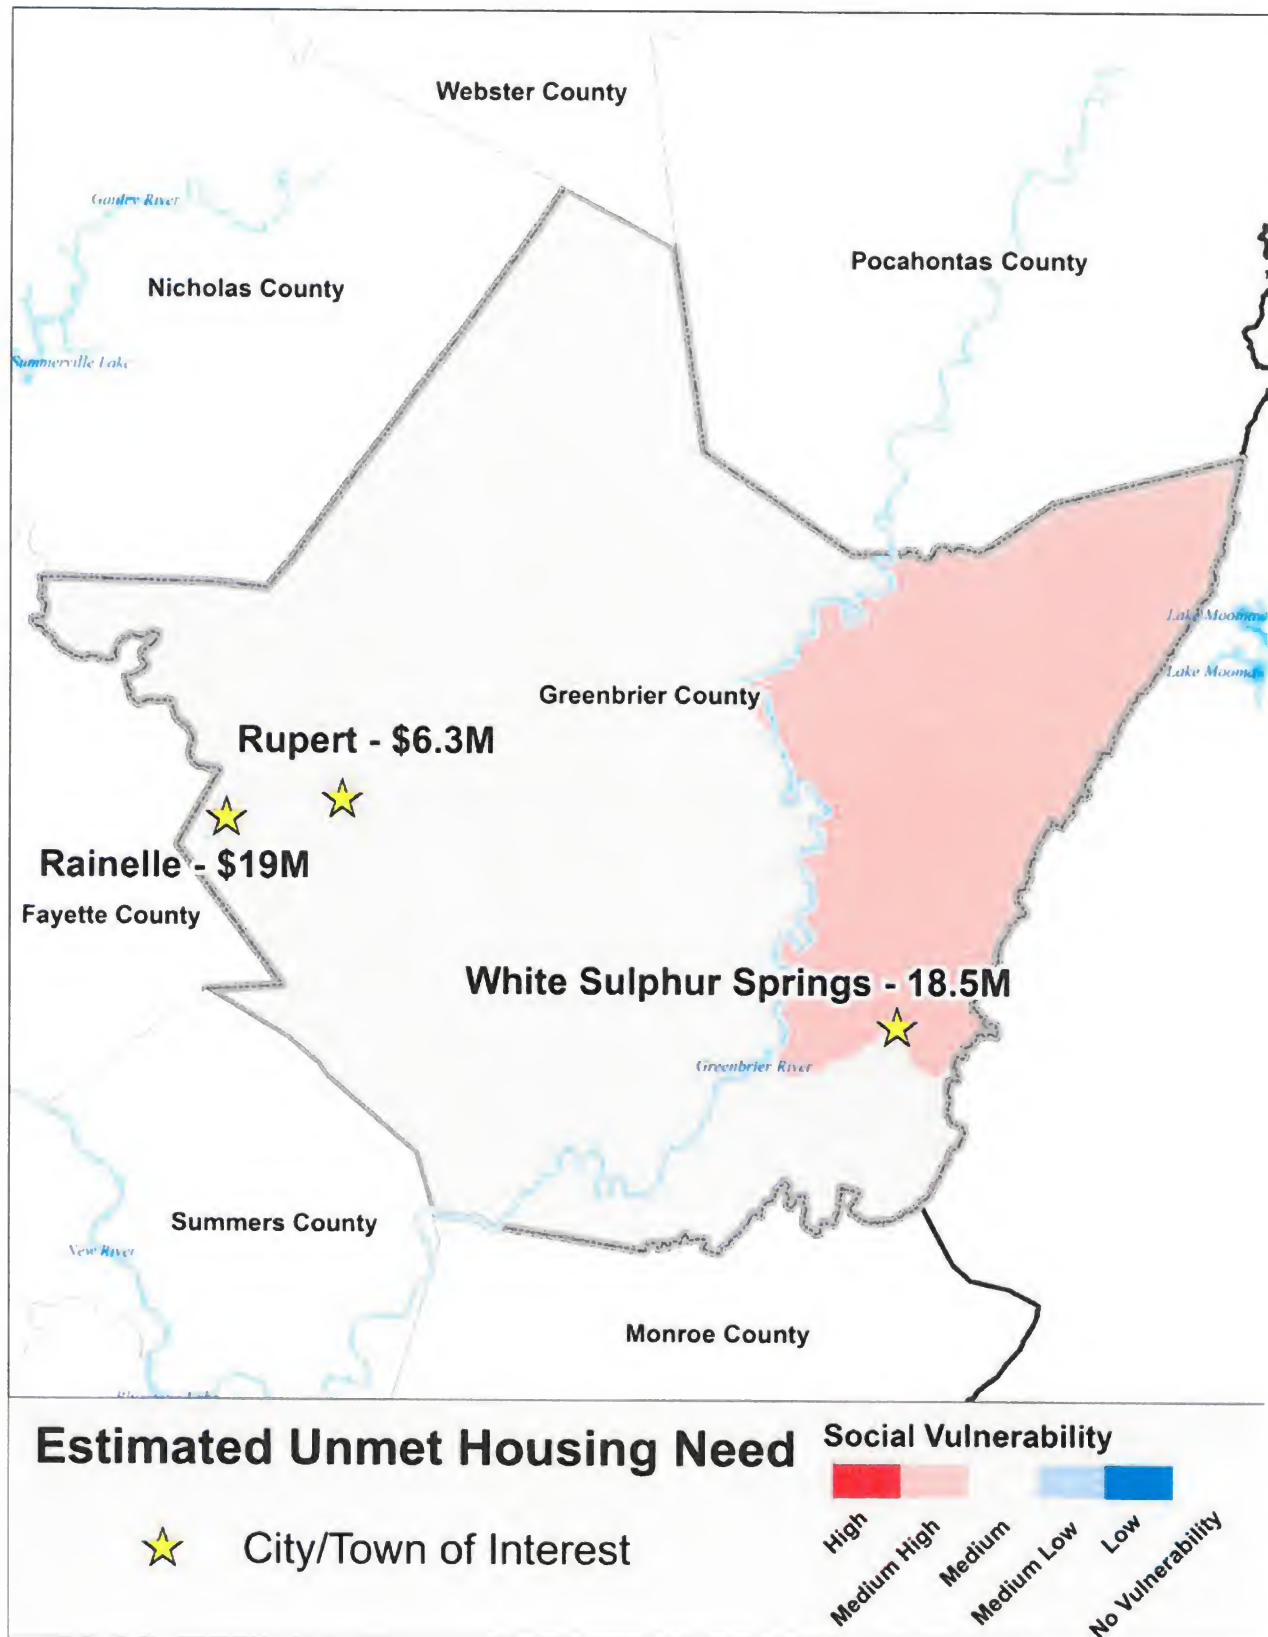 Webster County
Gauley River
Pocahontas County
Nicholas County
Summerville Lake
Lake Moomaw
Lake Mooma
Greenbrier County
Rupert - $6.3M
Rainelle - $19M
Fayette County
White Sulphur Springs - 18.5M
Greenbrier River
Summers County
New River
Monroe County
Estimated Unmet Housing Need
Social Vulnerability
High
Medium High
Medium
Medium Low
Low
No Vulnerability
City/Town of Interest